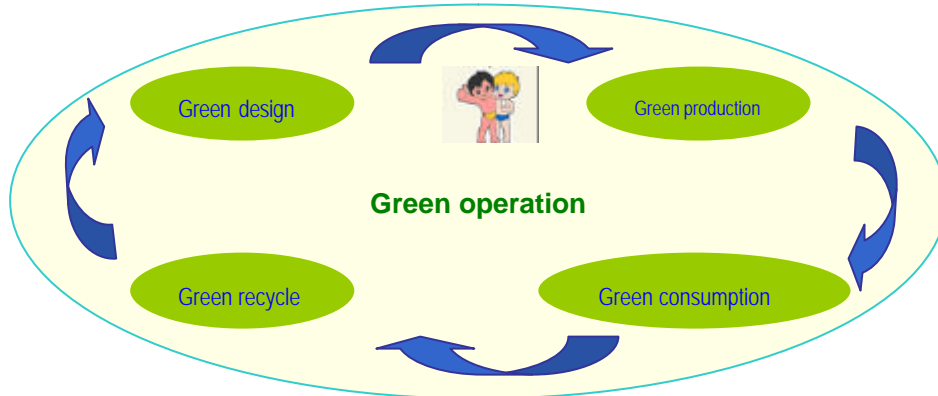 Green design
Green production
Green operation
Green recycle
Green consumption